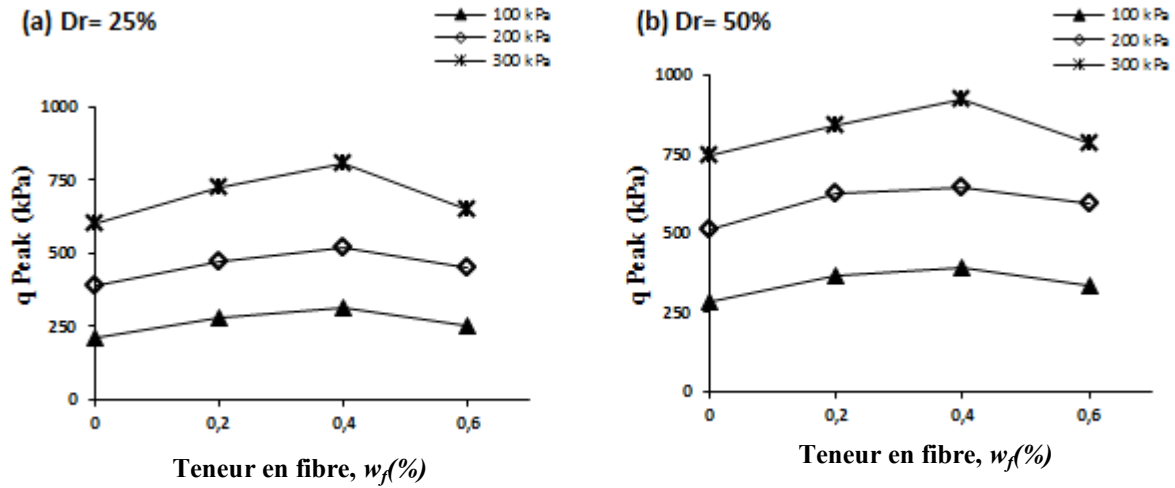 (a) Dr= 25%
100 kPa
200 kPa
300 kPa
q Peak (kPa)
1000
750
500
250
0
0
0,2
0,4
0,6
Teneur en fibre, wf(%)
(b) Dr= 50%
100 kPa
200 kPa
300 kPa
q Peak (kPa)
1000
750
500
250
0
0
0,2
0,4
0,6
Teneur en fibre, wf(%)